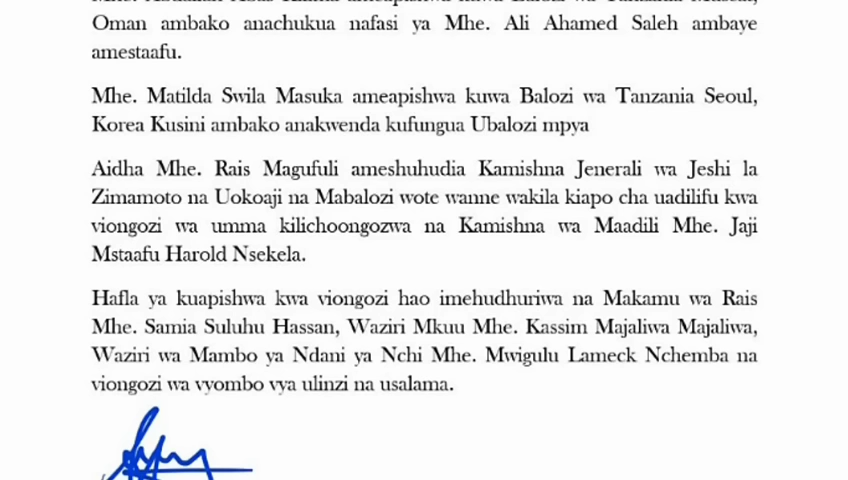 Oman ambako anachukua nafasi ya Mhe. Ali Ahamed Saleh ambaye
amestaafu.
Mhe. Matilda Swila Masuka ameapishwa kuwa Balozi wa Tanzania Seoul,
Korea Kusini ambako anakwenda kufungua Ubalozi mpya
Aidha Mhe. Rais Magufuli ameshuhudia Kamishna Jenerali wa Jeshi la
Zimamoto na Uokoaji na Mabalozi wote wanne wakila kiapo cha uadilifu kwa
viongozi wa umma kilichoongozwa na Kamishna wa Maadili Mhe. Jaji
Mstaafu Harold Nsekela.
Hafla ya kuapishwa kwa viongozi hao imehudhuriwa na Makamu wa Rais
Mhe. Samia Suluhu Hassan, Waziri Mkuu Mhe. Kassim Majaliwa Majaliwa,
Waziri wa Mambo ya Ndani ya Nchi Mhe. Mwigulu Lameck Nchemba na
viongozi wa vyombo vya ulinzi na usalama.